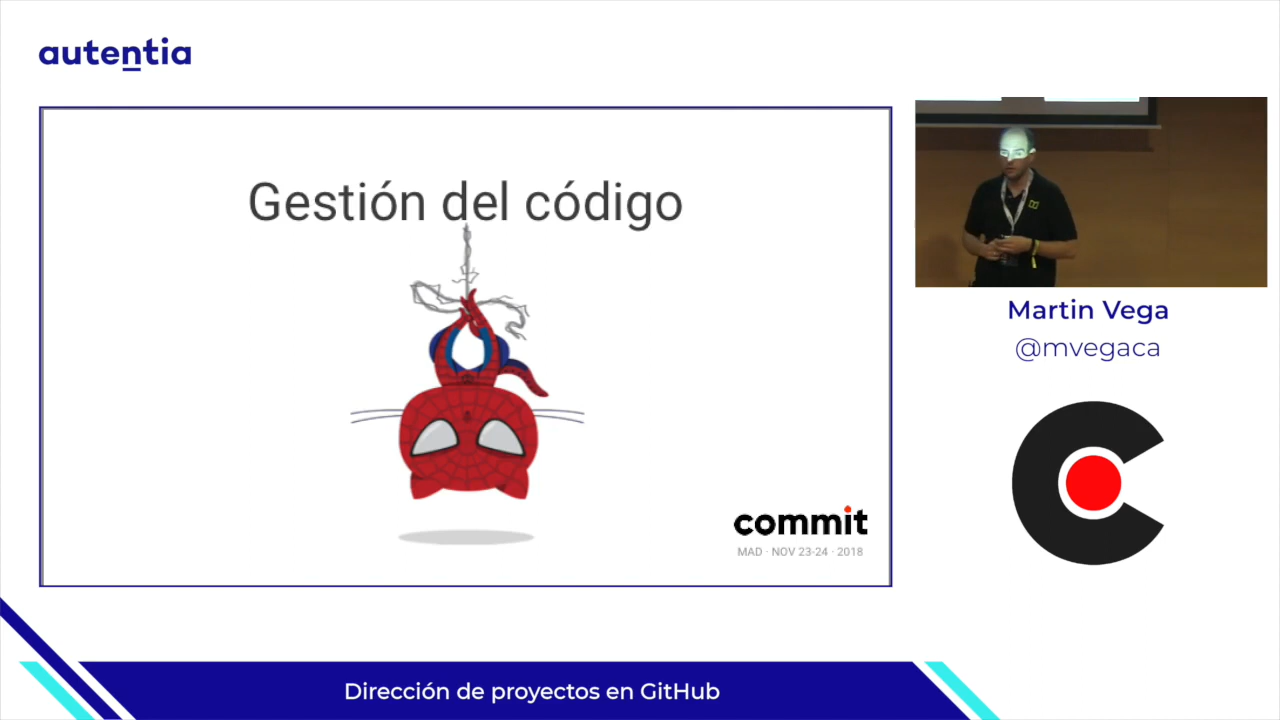 autentia
Gestión del código
commit
MAD · NOV 23-24 · 2018
Martin Vega
@mvegaca
Dirección de proyectos en GitHub